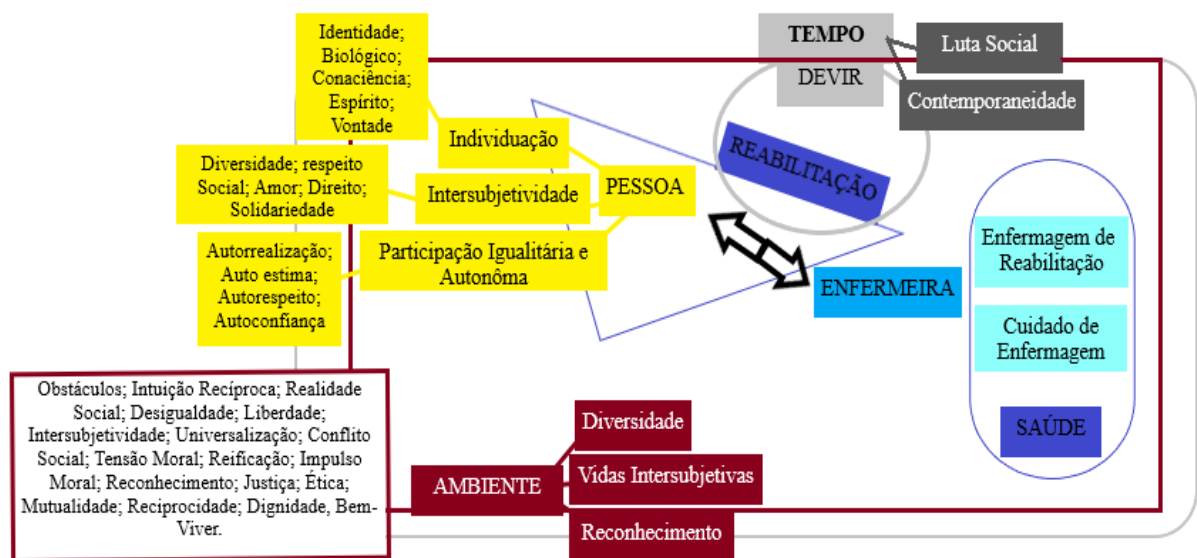 Identidade;
Biológico;
Conaciência;
Espírito;
Vontade
Individuação
Diversidade; respeito
Social; Amor; Direito;
Solidariedade
Intersubjetividade
PESSOA
Autorrealização;
Auto estima;
Autorespeito;
Autoconfiança
Participação Igualitária e
Autonôma
TEMPO
DEVIR
Luta Social
Contemporaneidade
REABILITAÇÃO
ENFERMEIRA
Enfermagem de
Reabilitação
Cuidado de
Enfermagem
SAÚDE
Obstáculos; Intuição Recíproca; Realidade
Social; Desigualdade; Liberdade;
Intersubjetividade; Universalização; Conflito
Social; Tensão Moral; Reificação; Impulso
Moral; Reconhecimento; Justiça; Ética;
Mutualidade; Reciprocidade; Dignidade, Bem-
Viver.
AMBIENTE
Diversidade
Vidas Intersubjetivas
Reconhecimento